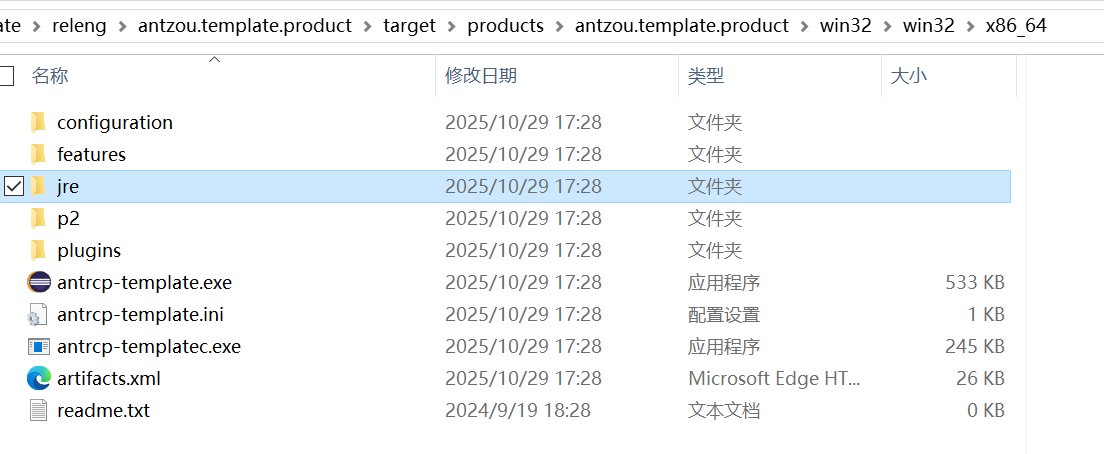 ate > releng > antzou.template.product > target > products > antzou.template.product > win32 > win32 > x86_64
名称 修改日期 类型 大小
configuration 2025/10/29 17:28 文件夹
features 2025/10/29 17:28 文件夹
jre 2025/10/29 17:28 文件夹
p2 2025/10/29 17:28 文件夹
plugins 2025/10/29 17:28 文件夹
antrcp-template.exe 2025/10/29 17:28 应用程序 533 KB
antrcp-template.ini 2025/10/29 17:28 配置设置 1 KB
antrcp-templatec.exe 2025/10/29 17:28 应用程序 245 KB
artifacts.xml 2025/10/29 17:28 Microsoft Edge HT... 26 KB
readme.txt 2024/9/19 18:28 文本文档 0 KB